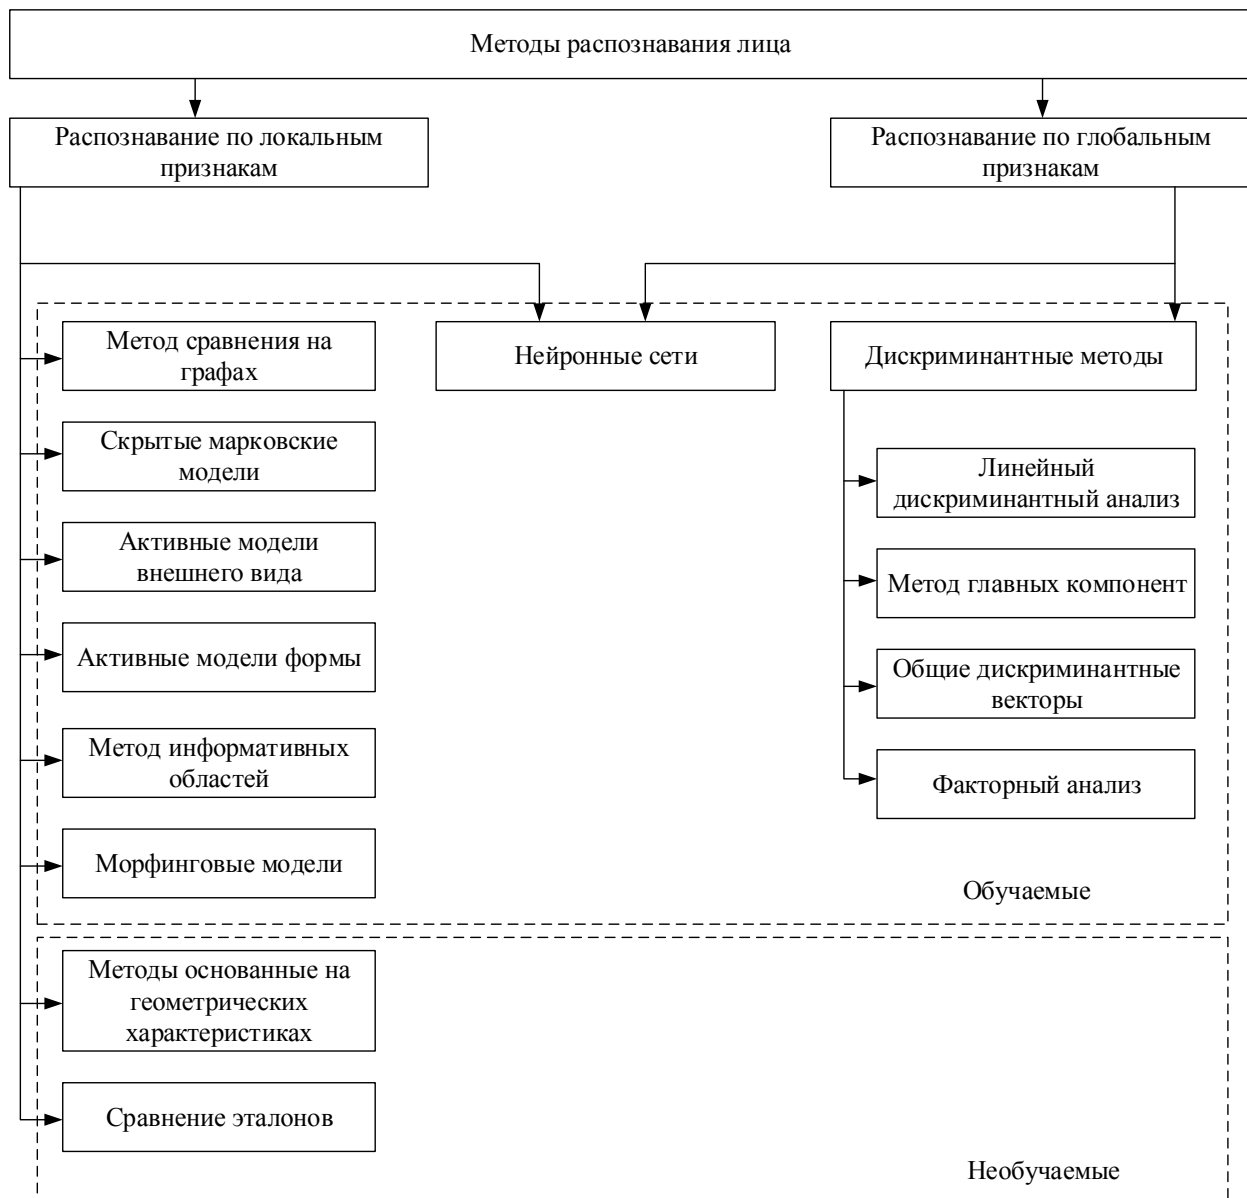 Методы распознавания лица
Распознавание по локальным
признакам
Распознавание по глобальным
признакам
Метод сравнения на
графах
Нейронные сети
Дискриминантные методы
Скрытые марковские
модели
Линейный
дискриминантный анализ
Активные модели
внешнего вида
Метод главных компонент
Активные модели формы
Общие дискриминантные
векторы
Метод информативных
областей
Факторный анализ
Морфинговые модели
Обучаемые
Методы основанные на
геометрических
характеристиках
Сравнение эталонов
Необучаемые